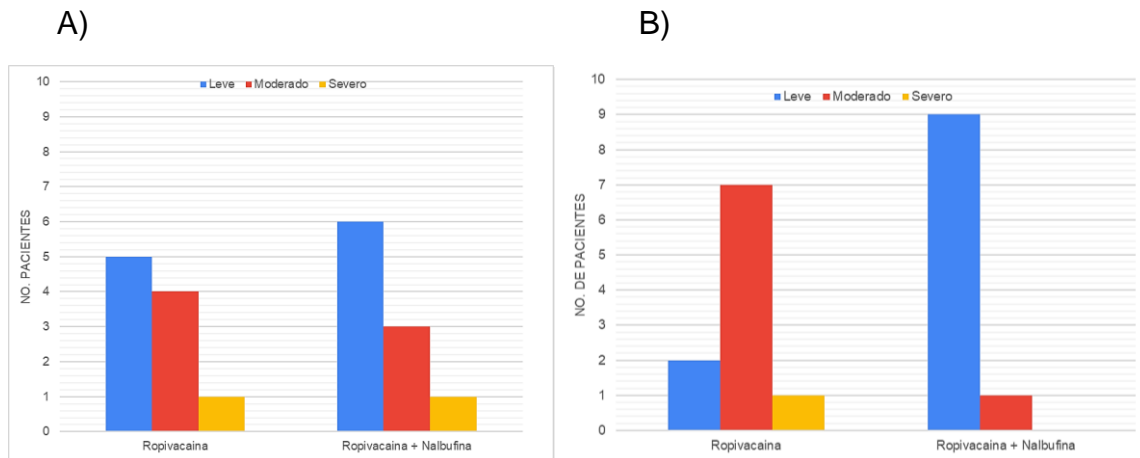 A)
Leve Moderado Severo
NO. PACIENTES
10
9
8
7
6
5
4
3
2
1
0
Ropivacaina
Ropivacaina + Nalbufina
B)
Leve Moderado Severo
NO. DE PACIENTES
10
9
8
7
6
5
4
3
2
1
0
Ropivacaina
Ropivacaina + Nalbufina